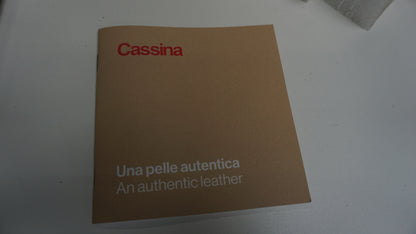 Cassina
Una pelle autentica
An authentic leather